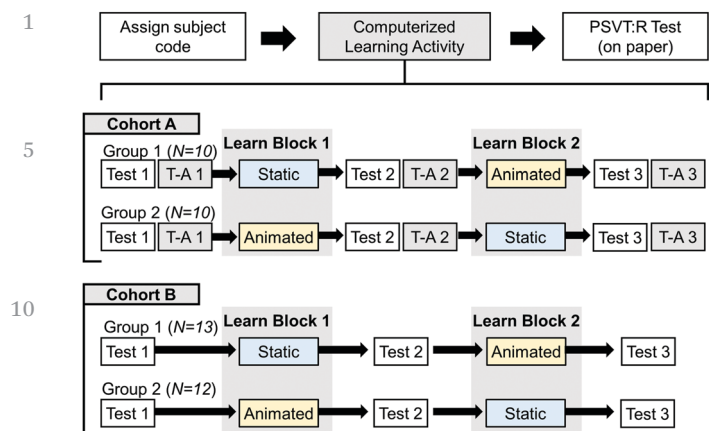 1
Assign subject code
Computerized Learning Activity
PSVT:R Test (on paper)
Cohort A
5
Learn Block 1
Learn Block 2
Group 1 (N=10)
Test 1 T-A 1 Static Test 2 T-A 2 Animated Test 3 T-A 3
Group 2 (N=10)
Test 1 T-A 1 Animated Test 2 T-A 2 Static Test 3 T-A 3
Cohort B
10
Learn Block 1
Learn Block 2
Group 1 (N=13)
Test 1 Static Test 2 Animated Test 3
Group 2 (N=12)
Test 1 Animated Test 2 Static Test 3